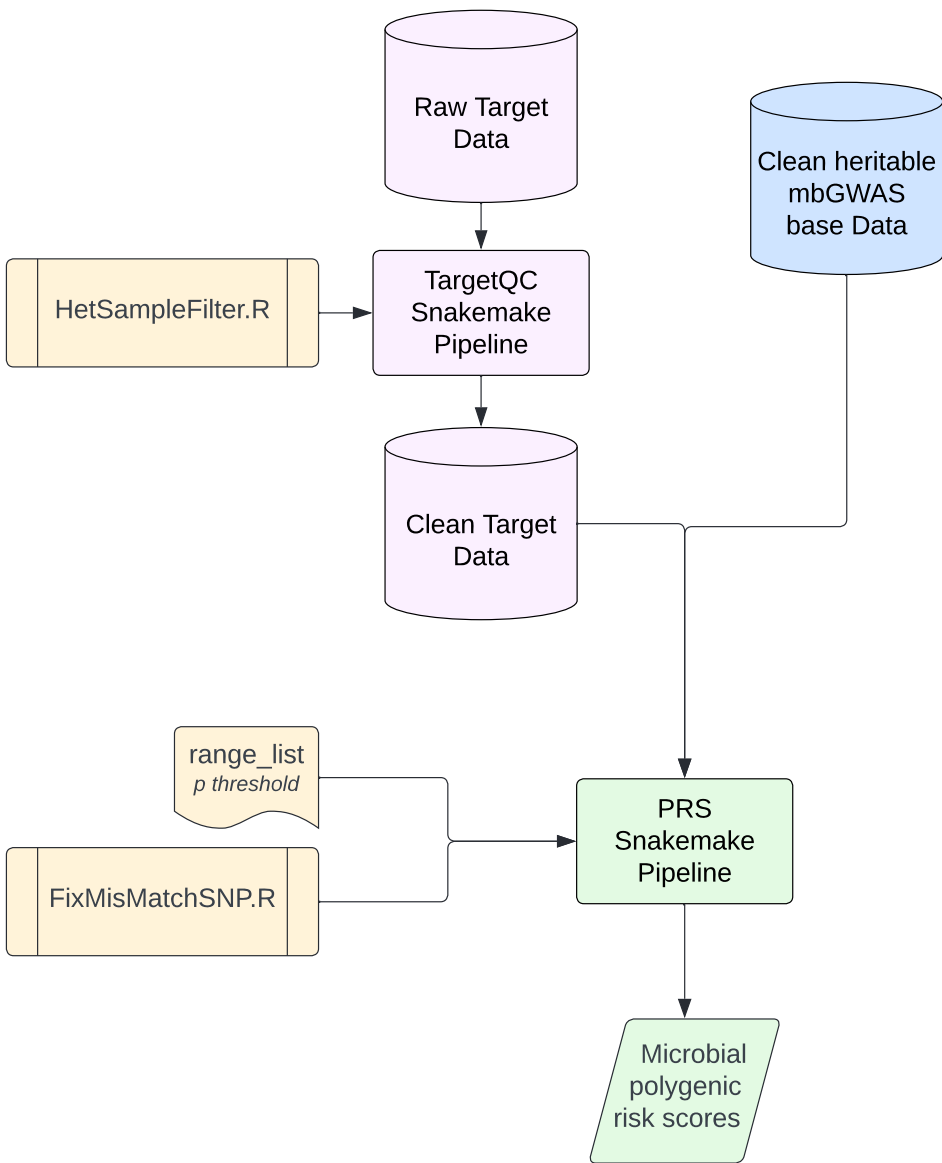 Raw Target
Data
Clean heritable
mbGWAS
base Data
TargetQC
Snakemake
Pipeline
HetSampleFilter.R
Clean Target
Data
range_list
p threshold
PRS
Snakemake
Pipeline
FixMisMatchSNP.R
Microbial
polygenic
risk scores